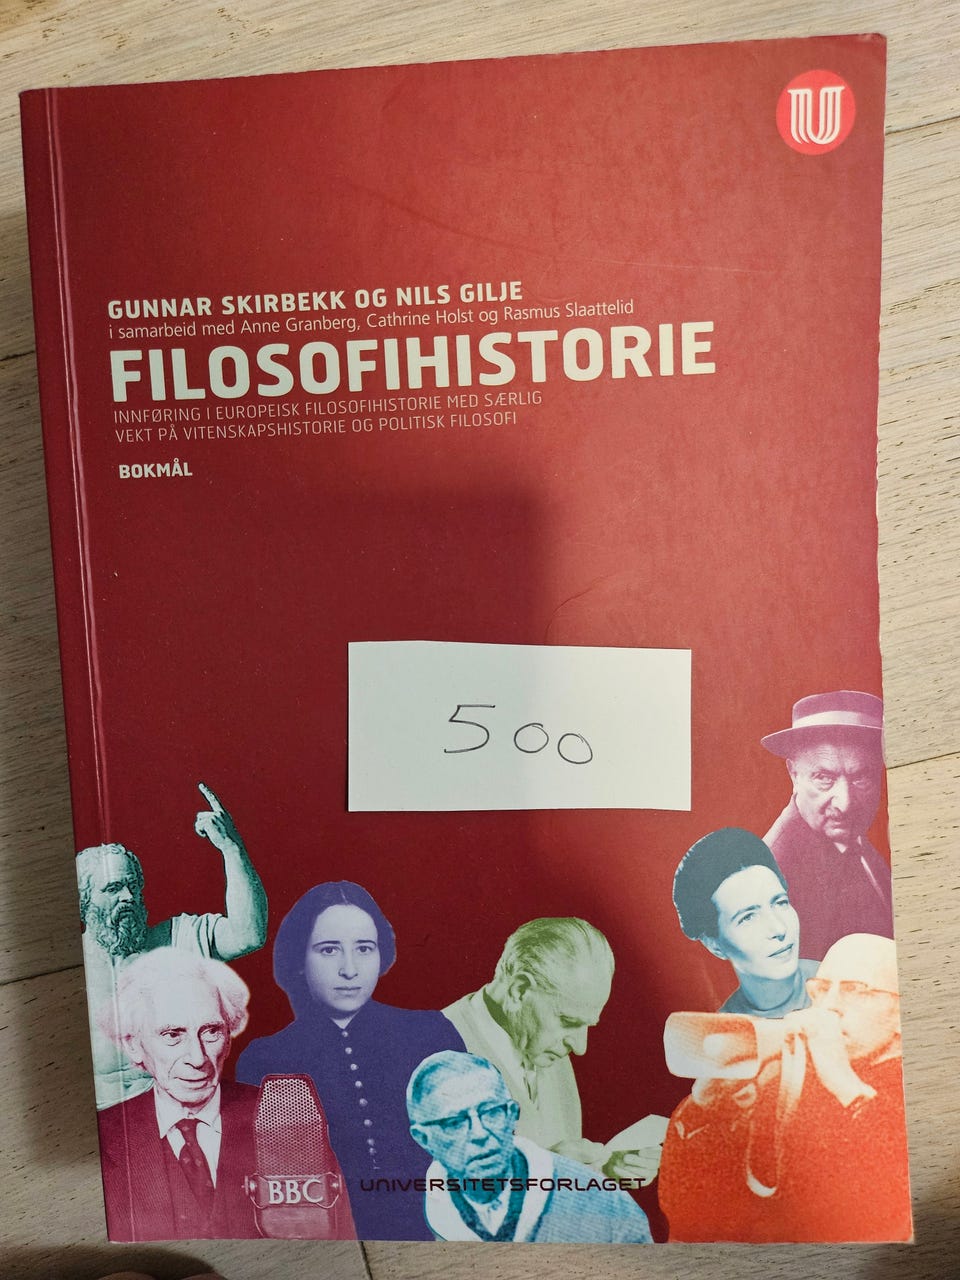 U
GUNNAR SKIRBEKK OG NILS GILJE
i samarbeid med Anne Granberg, Cathrine Holst og Rasmus Slaattelid
FILOSOFIHISTORIE
INNFØRING I EUROPEISK FILOSOFIHISTORIE MED SÆRLIG
VEKT PÅ VITENSKAPSHISTORIE OG POLITISK FILOSOFI
BOKMÅL
500
BBC
UNIVERSITETSFORLAGET